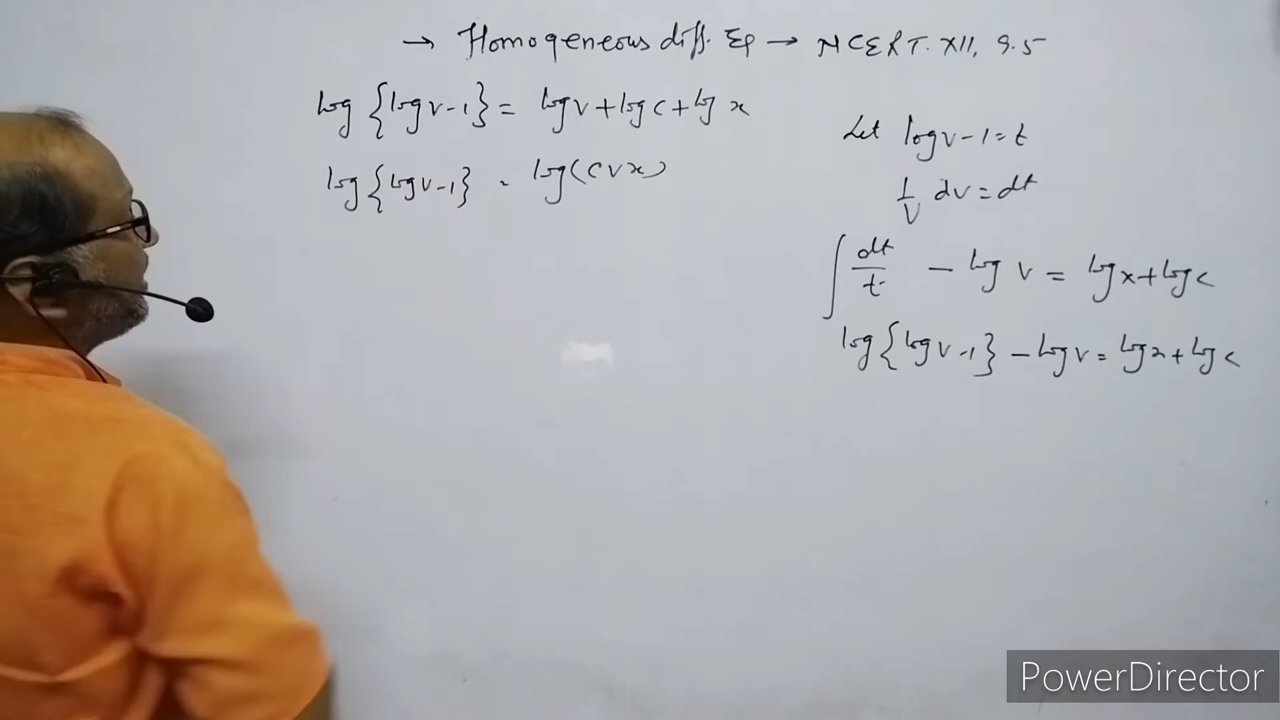 → Homogeneous diff. Eq → NCERT. XII, 9.5
log {log v - 1} = log v + log c + log x
log {log v - 1} = log (c v x)
Let log v - 1 = t
1/v dv = dt
∫ dt/t - log v = log x + log c
log {log v - 1} - log v = log x + log c
PowerDirector